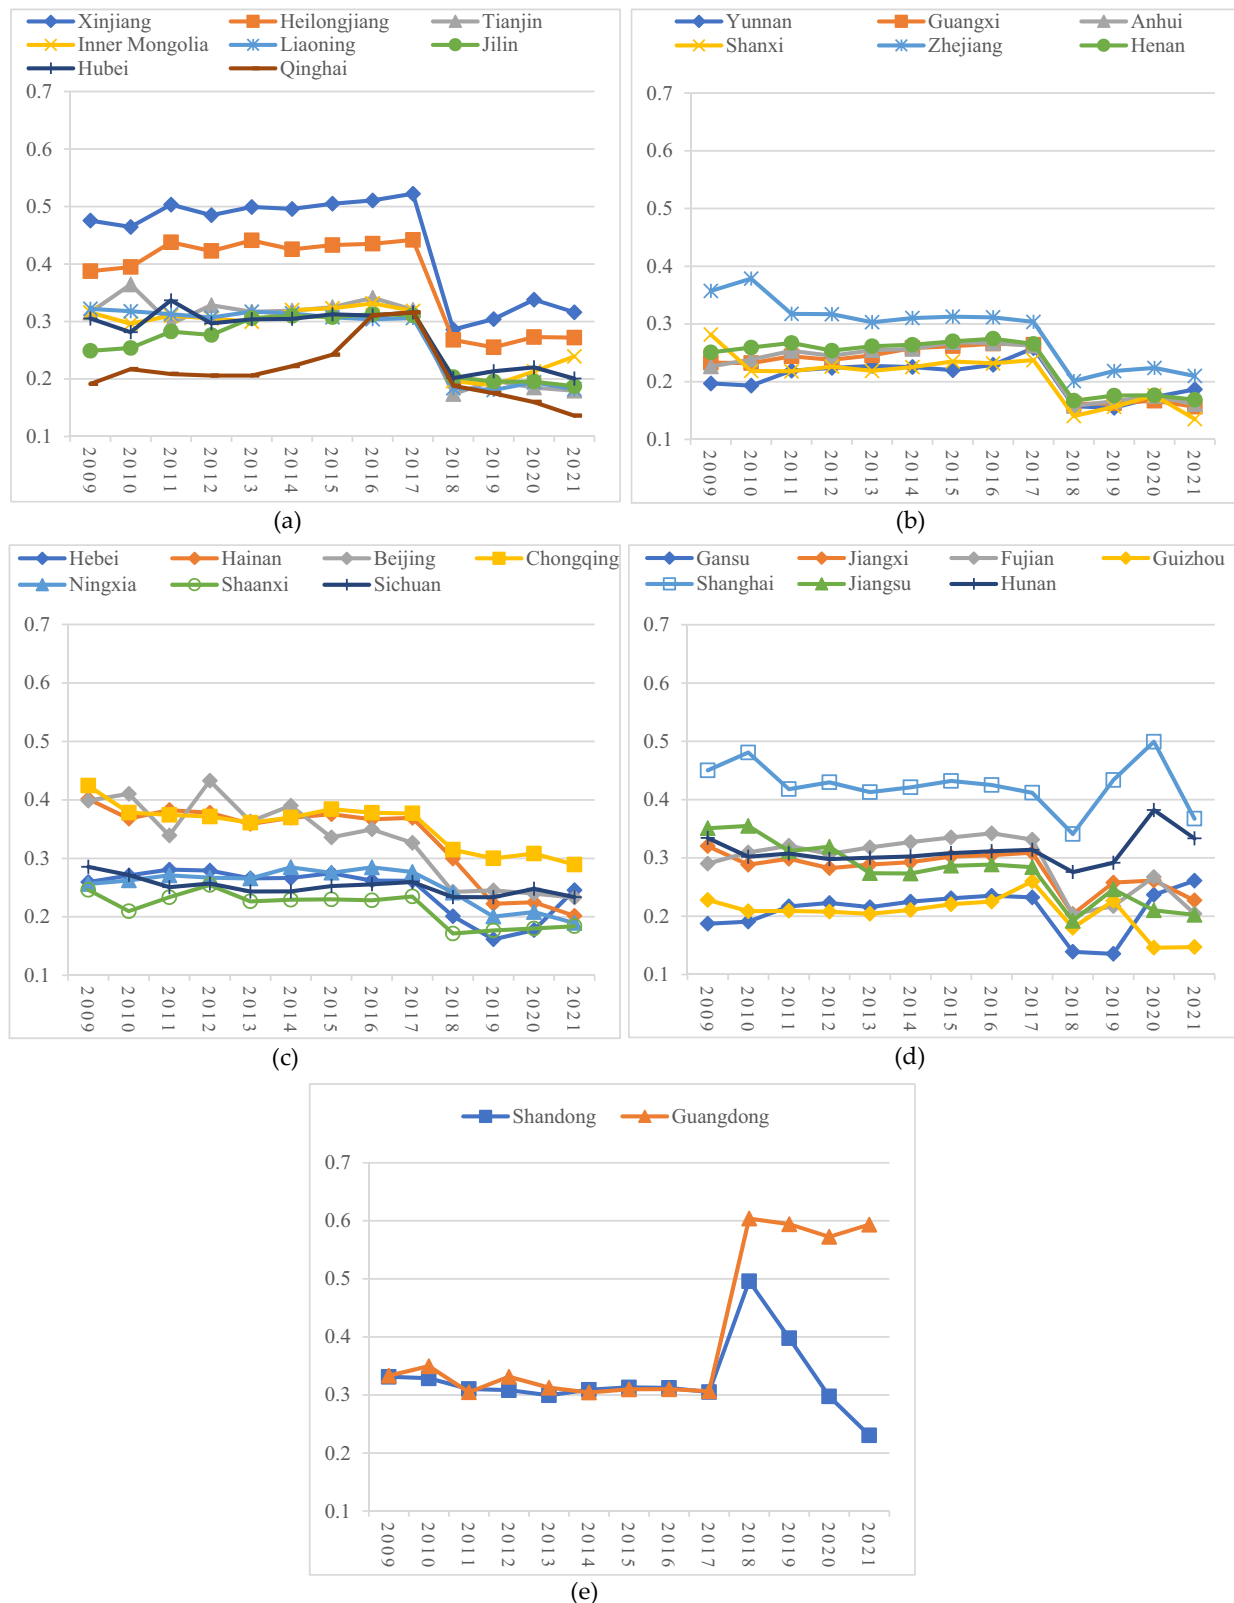 Xinjiang Heilongjiang Tianjin
Inner Mongolia Liaoning Jilin
Hubei Qinghai
0.7
0.6
0.5
0.4
0.3
0.2
0.1
2009 2010 2011 2012 2013 2014 2015 2016 2017 2018 2019 2020 2021
(a)
Yunnan Guangxi Anhui
Shanxi Zhejiang Henan
0.7
0.6
0.5
0.4
0.3
0.2
0.1
2009 2010 2011 2012 2013 2014 2015 2016 2017 2018 2019 2020 2021
(b)
Hebei Hainan Beijing Chongqing
Ningxia Shaanxi Sichuan
0.7
0.6
0.5
0.4
0.3
0.2
0.1
2009 2010 2011 2012 2013 2014 2015 2016 2017 2018 2019 2020 2021
(c)
Gansu Jiangxi Fujian Guizhou
Shanghai Jiangsu Hunan
0.7
0.6
0.5
0.4
0.3
0.2
0.1
2009 2010 2011 2012 2013 2014 2015 2016 2017 2018 2019 2020 2021
(d)
Shandong Guangdong
0.7
0.6
0.5
0.4
0.3
0.2
0.1
2009 2010 2011 2012 2013 2014 2015 2016 2017 2018 2019 2020 2021
(e)